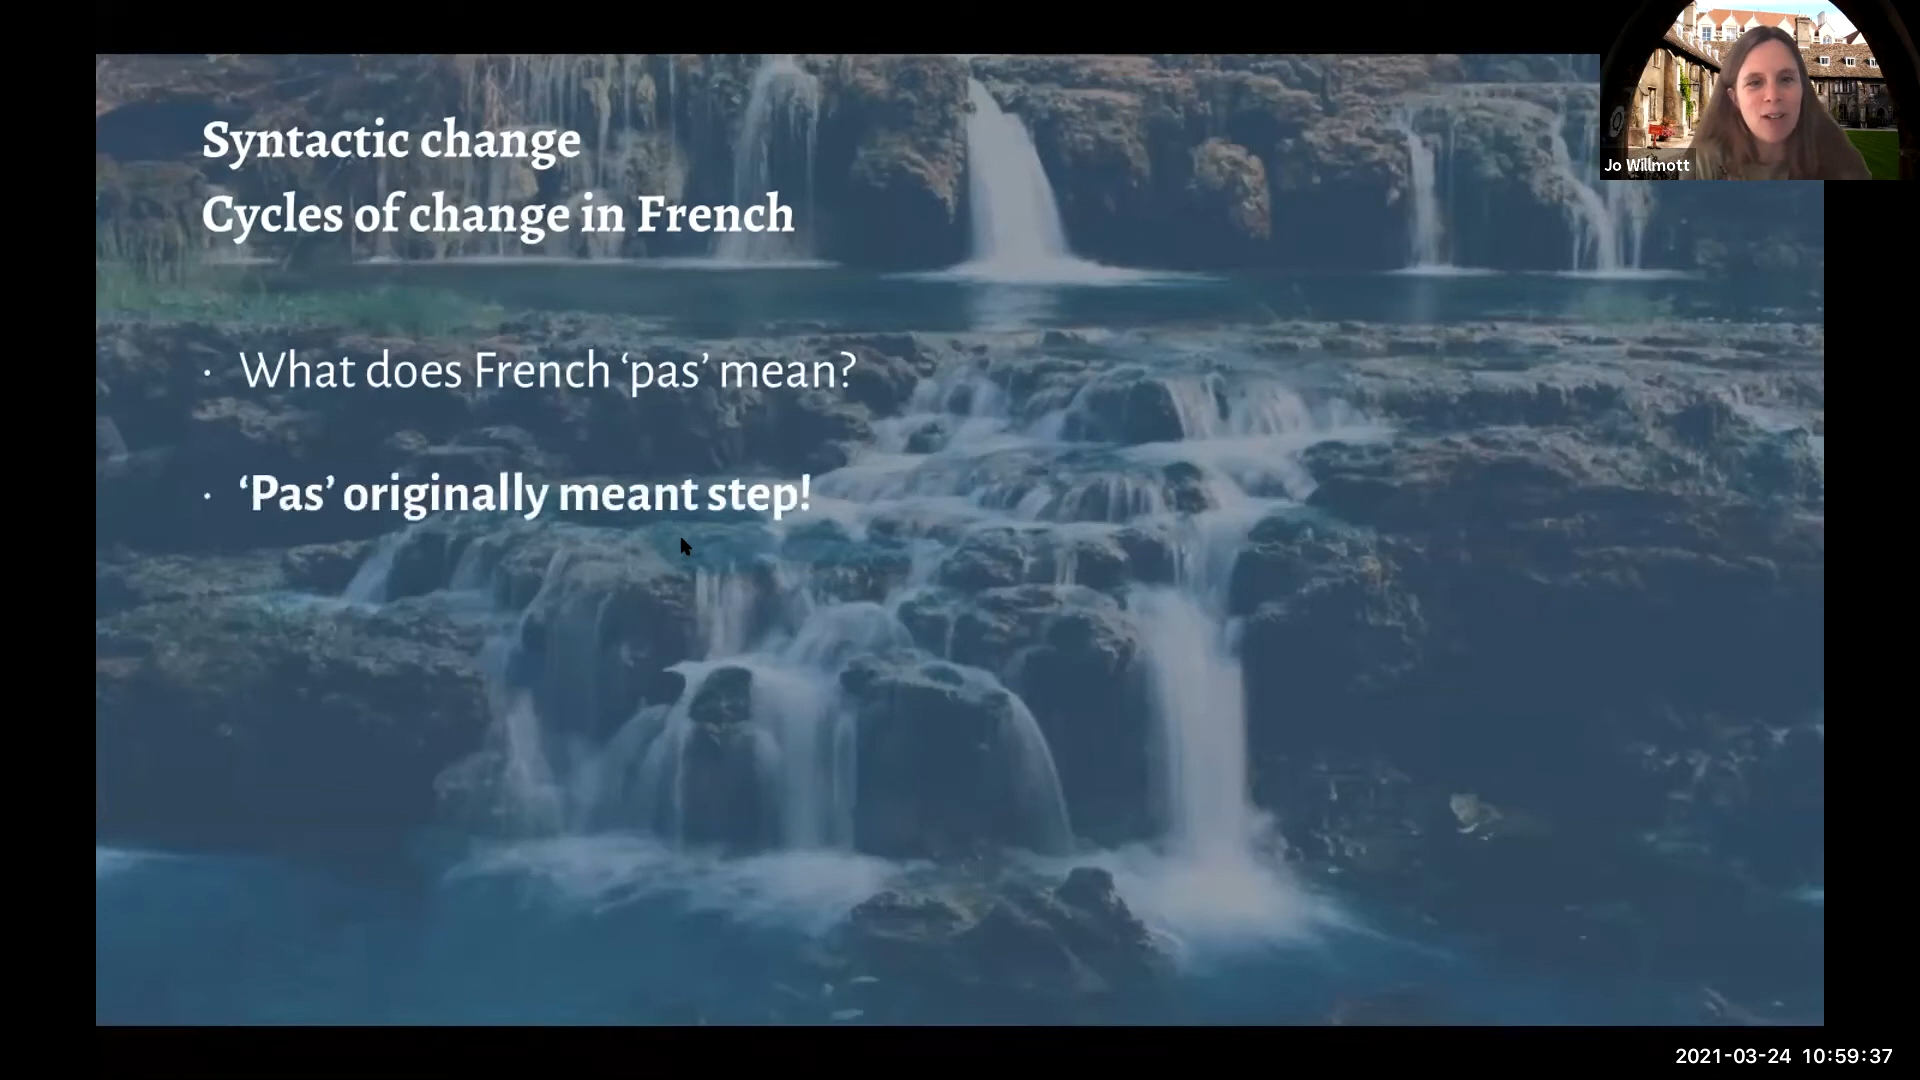 Syntactic change
Cycles of change in French
· What does French ‘pas’ mean?
· ‘Pas’ originally meant step!
Jo Willmott
2021-03-24 10:59:37